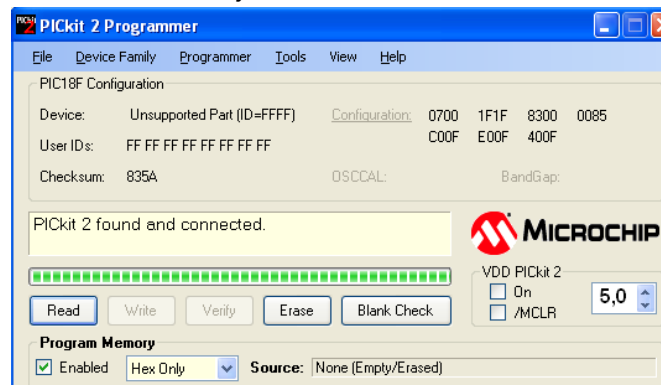 PICkit 2 Programmer
File Device Family Programmer Tools View Help
PIC18F Configuration
Device: Unsupported Part (ID=FFFF) Configuration: 0700 1F1F 8300 0085
User IDs: FF FF FF FF FF FF FF FF C00F E00F 400F
Checksum: 835A OSCCAL: BandGap:
PICkit 2 found and connected.
MICROCHIP
VDD PICkit 2
On
/MCLR
5,0
Read Write Verify Erase Blank Check
Program Memory
Enabled Hex Only Source: None (Empty/Erased)